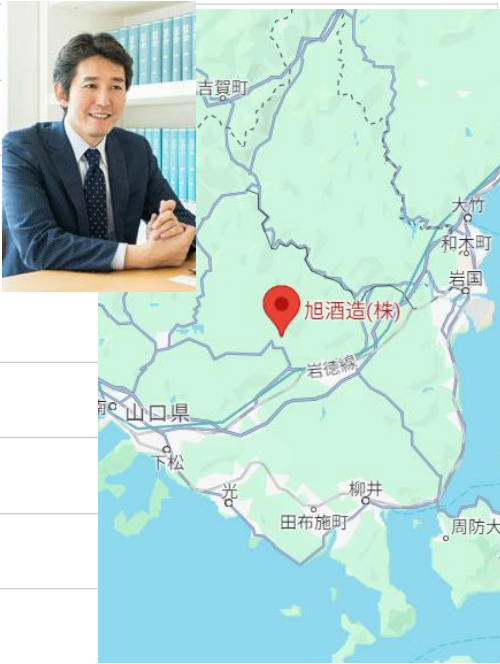 吉賀町
大竹
和木町
岩国
旭酒造(株)
岩徳線
南
山口県
下松
光
柳井
田布施町
周防大